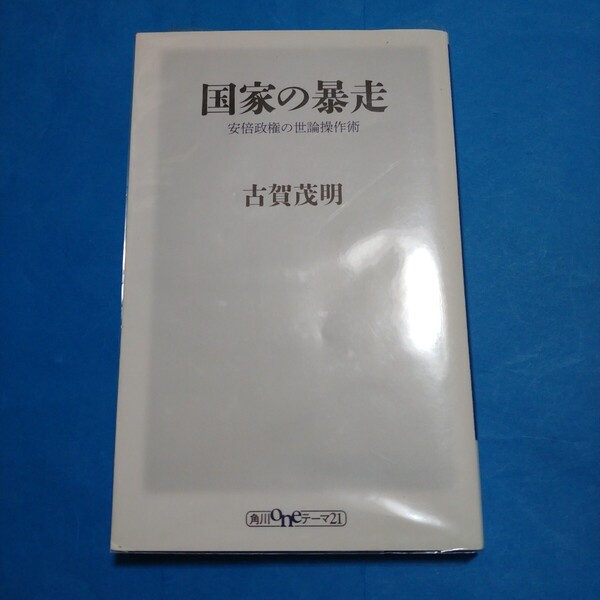 国家の暴走
安倍政権の世論操作術
古賀茂明
角川oneテーマ21